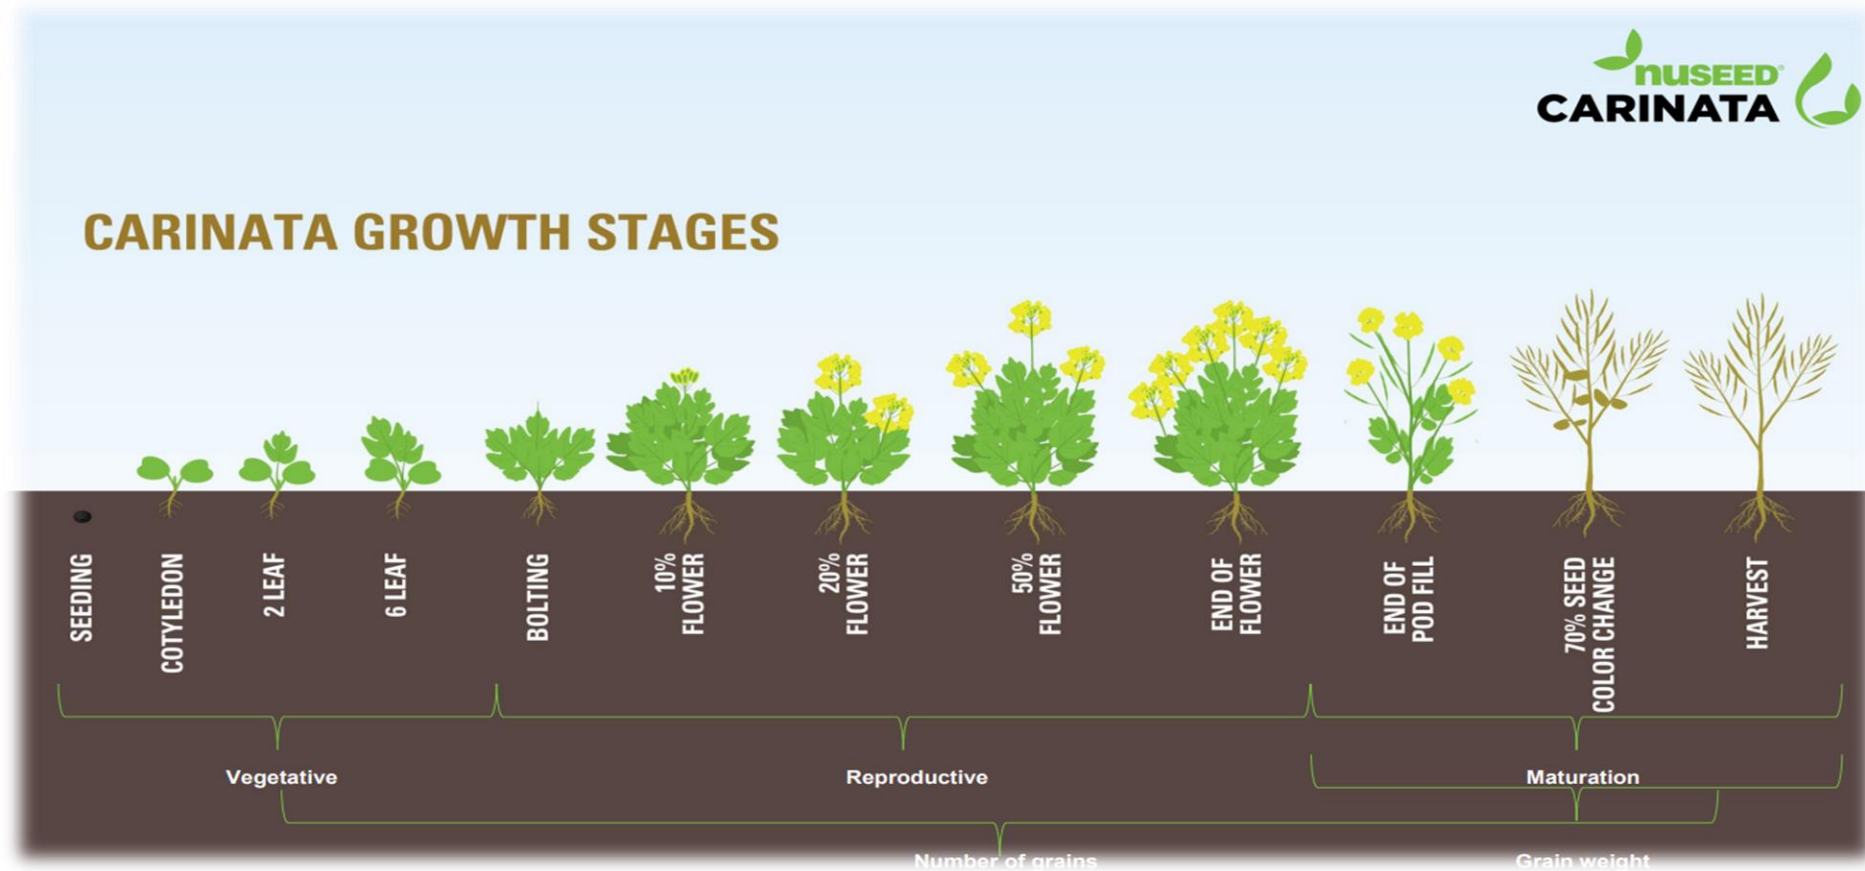 nuseed®
CARINATA
CARINATA GROWTH STAGES
SEEDING
COTYLEDON
2 LEAF
6 LEAF
BOLTING
10%
FLOWER
20%
FLOWER
50%
FLOWER
END OF
FLOWER
END OF
POD FILL
70% SEED
COLOR CHANGE
HARVEST
Vegetative
Reproductive
Maturation
Number of grains
Grain weight